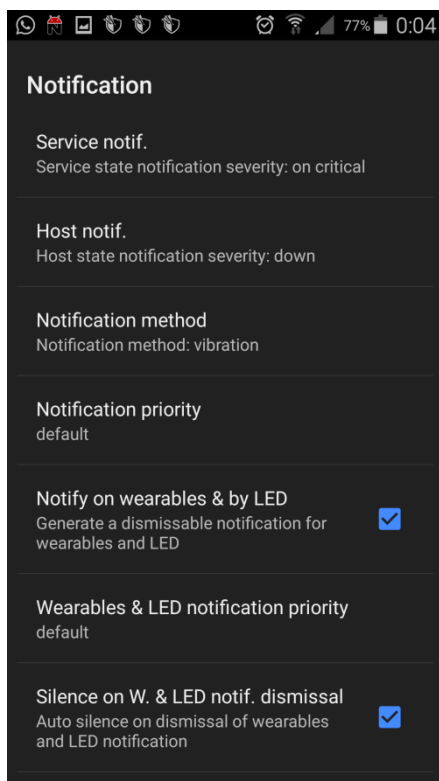 77% 0:04
Notification
Service notif.
Service state notification severity: on critical
Host notif.
Host state notification severity: down
Notification method
Notification method: vibration
Notification priority
default
Notify on wearables & by LED
Generate a dismissable notification for
wearables and LED
Wearables & LED notification priority
default
Silence on W. & LED notif. dismissal
Auto silence on dismissal of wearables
and LED notification